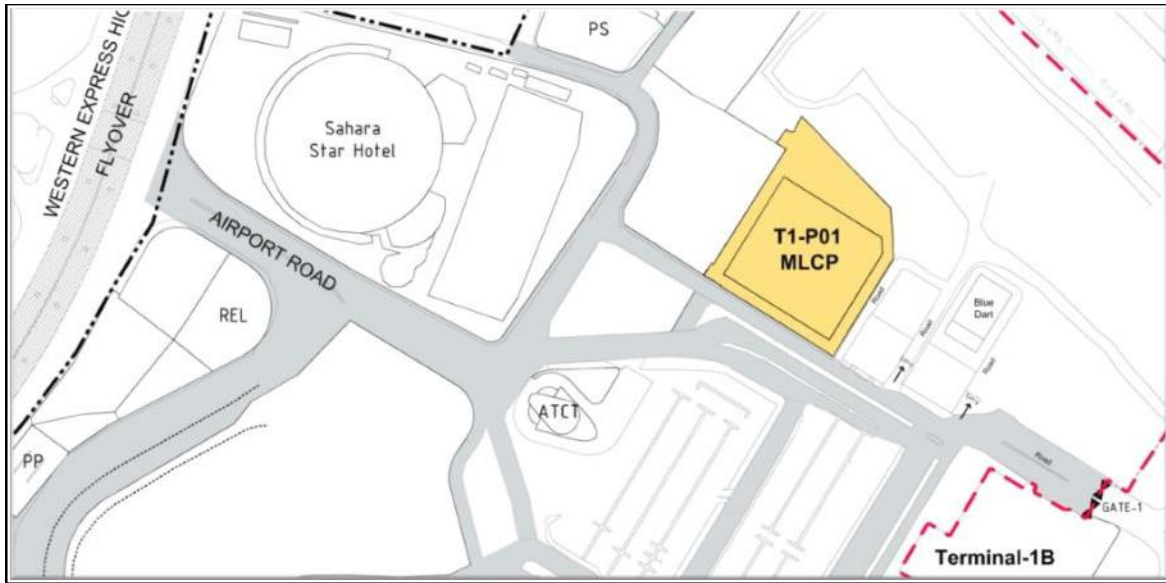 PS
WESTERN EXPRESS HIG
FLYOVER
Sahara
Star Hotel
AIRPORT ROAD
T1-P01
MLCP
REL
Road
Road
Blue
Dart
Road
ATCT
PP
Road
GATE-1
Terminal-1B